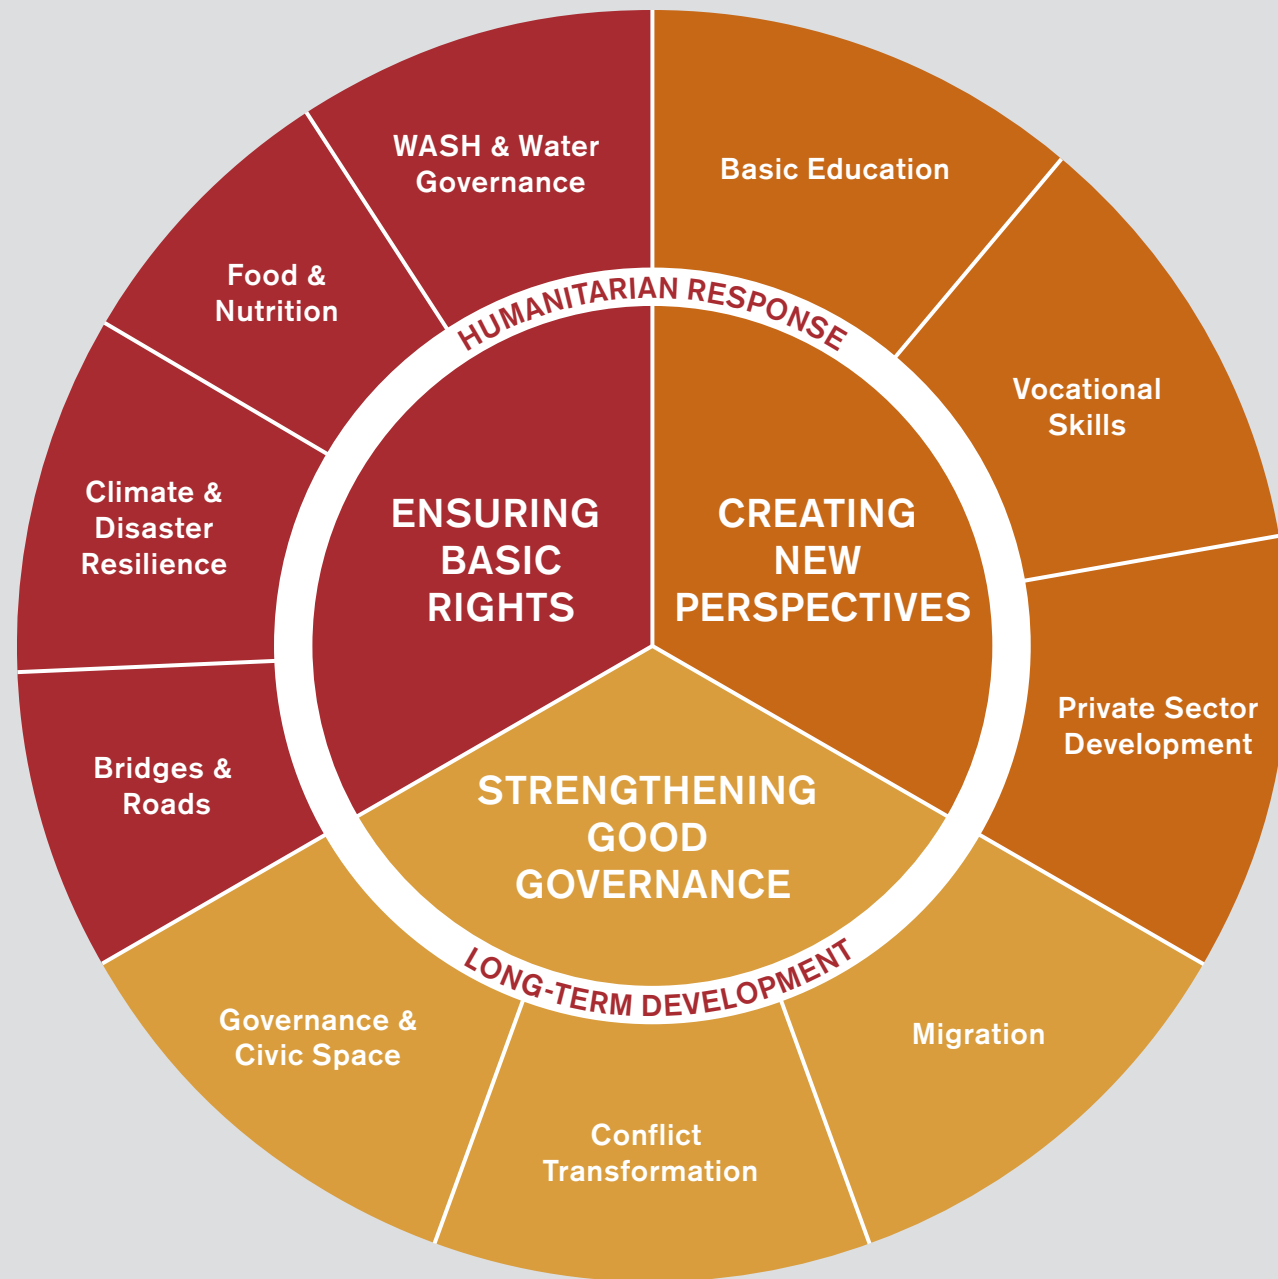 WASH & Water
Governance
Basic Education
Food &
Nutrition
HUMANITARIAN RESPONSE
Vocational
Skills
Climate &
Disaster
Resilience
ENSURING
BASIC
RIGHTS
CREATING
NEW
PERSPECTIVES
Private Sector
Development
Bridges &
Roads
STRENGTHENING
GOOD
GOVERNANCE
LONG-TERM DEVELOPMENT
Governance &
Civic Space
Migration
Conflict
Transformation